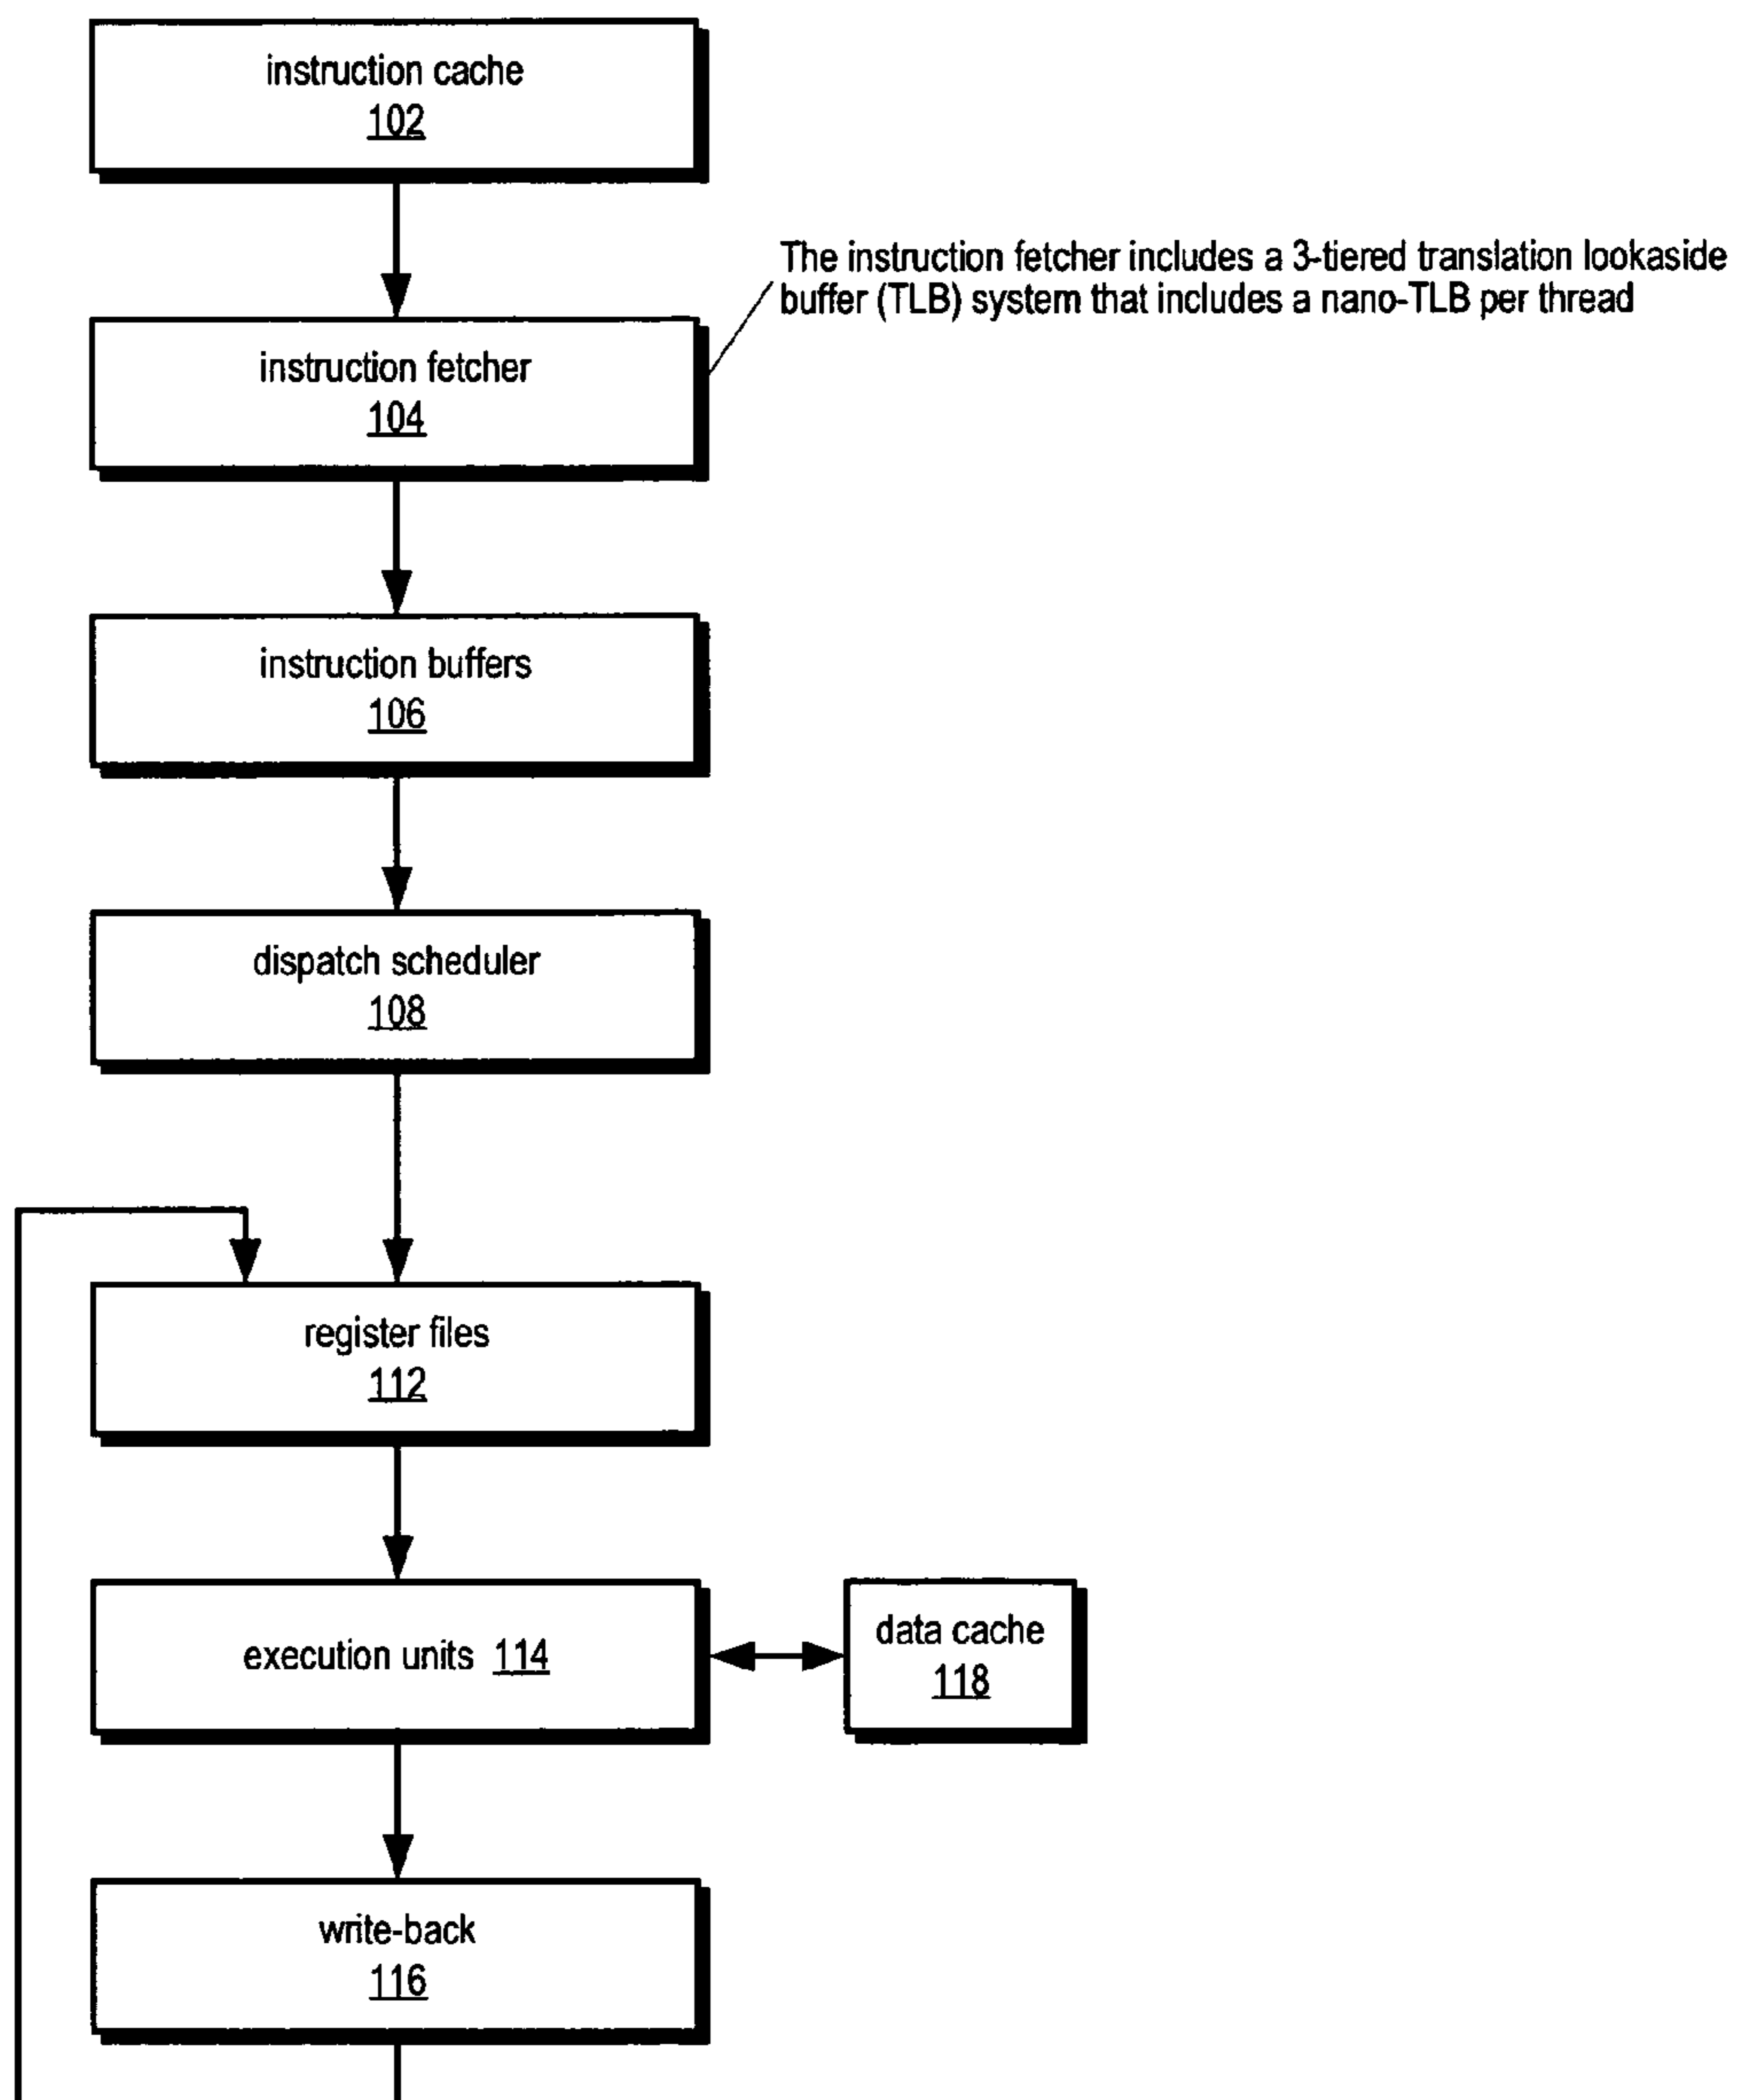 instruction cache
102
The instruction fetcher includes a 3-tiered translation lookaside
buffer (TLB) system that includes a nano-TLB per thread
instruction fetcher
104
instruction buffers
106
dispatch scheduler
108
register files
112
execution units 114
data cache
118
write-back
116